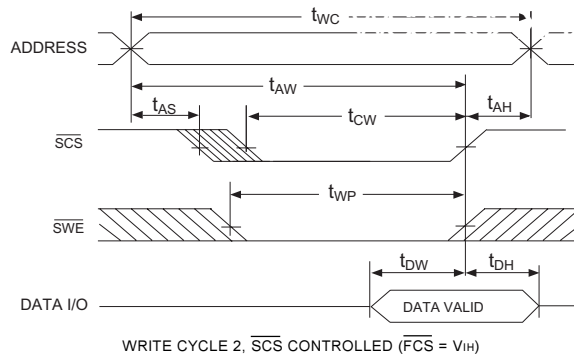 tWC
ADDRESS
tAW
tAS
tCW
tAH
SCS
tWP
SWE
tDW
tDH
DATA I/O
DATA VALID
WRITE CYCLE 2, SCS CONTROLLED (FCS = VIH)